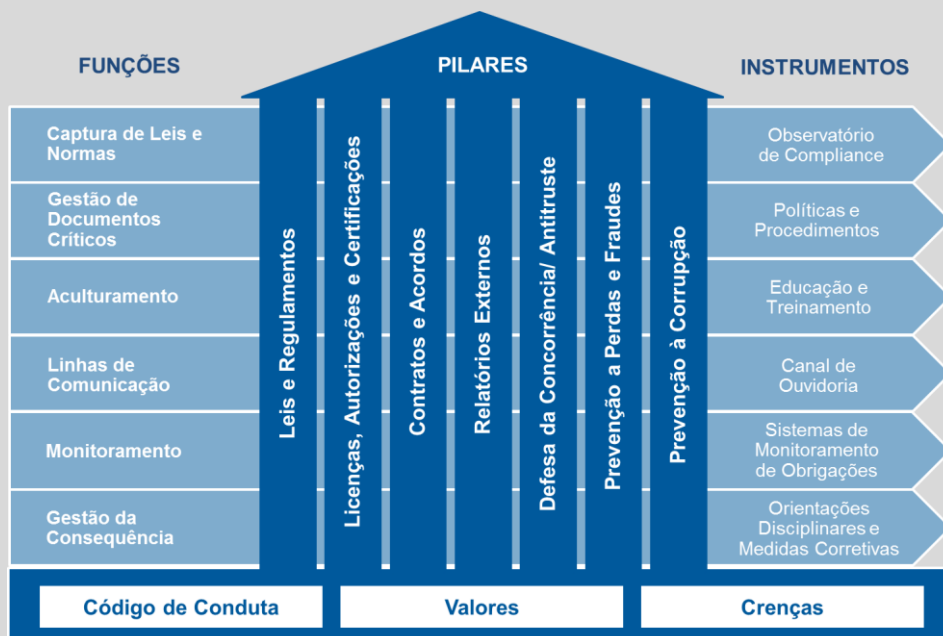 FUNÇÕES
PILARES
INSTRUMENTOS
Captura de Leis e
Normas
Gestão de
Documentos
Críticos
Aculturamento
Linhas de
Comunicação
Monitoramento
Gestão da
Consequência
Leis e Regulamentos
Licenças, Autorizações e Certificações
Contratos e Acordos
Relatórios Externos
Defesa da Concorrência/ Antitruste
Prevenção a Perdas e Fraudes
Prevenção à Corrupção
Observatório
de Compliance
Políticas e
Procedimentos
Educação e
Treinamento
Canal de
Ouvidoria
Sistemas de
Monitoramento
de Obrigações
Orientações
Disciplinares e
Medidas Corretivas
Código de Conduta
Valores
Crenças